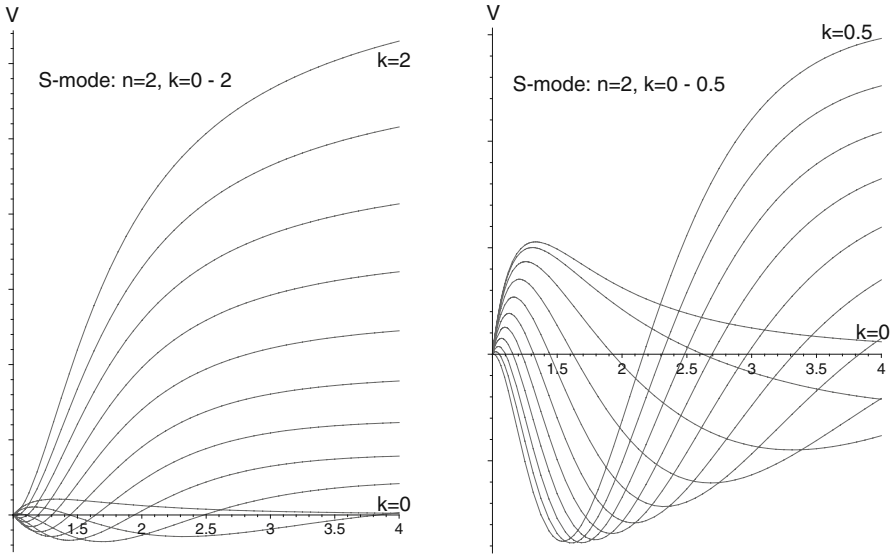 V
k=2
S-mode: n=2, k=0 - 2
k=0
1.5 2 2.5 3 3.5 4
V
k=0.5
S-mode: n=2, k=0 - 0.5
k=0
1.5 2 2.5 3 3.5 4